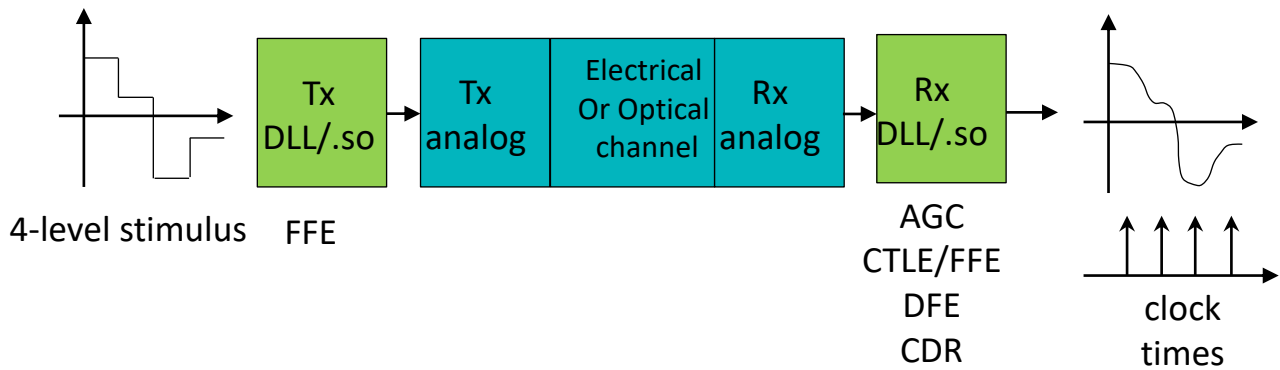 Tx
DLL/.so
Tx
analog
Electrical
Or Optical
channel
Rx
analog
Rx
DLL/.so
4-level stimulus
FFE
AGC
CTLE/FFE
DFE
CDR
clock
times